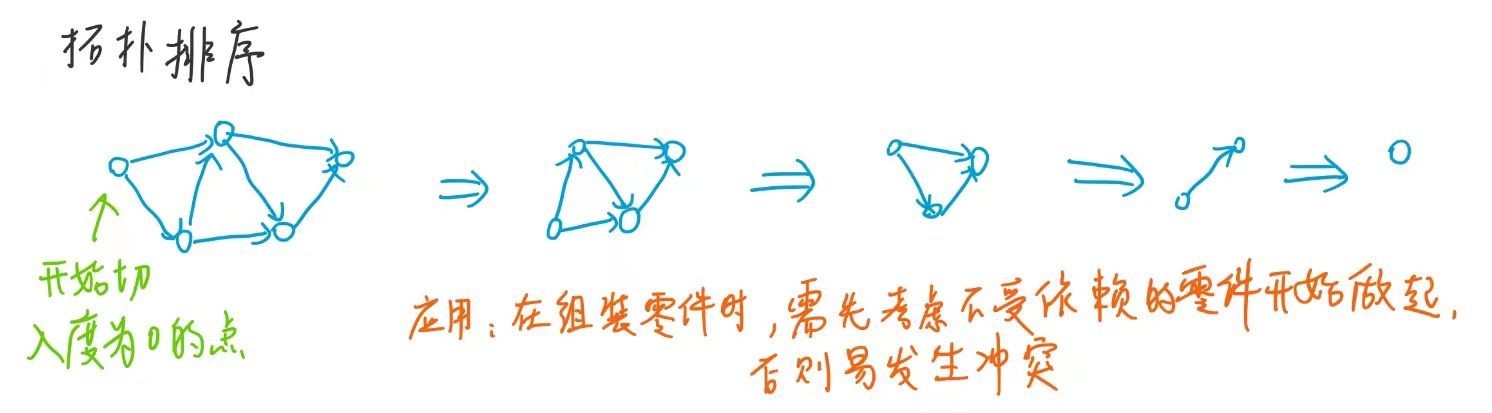 拓扑排序
开始切
入度为0的点
应用：在组装零件时，需先考虑不受依赖的零件开始做起，
否则易发生冲突